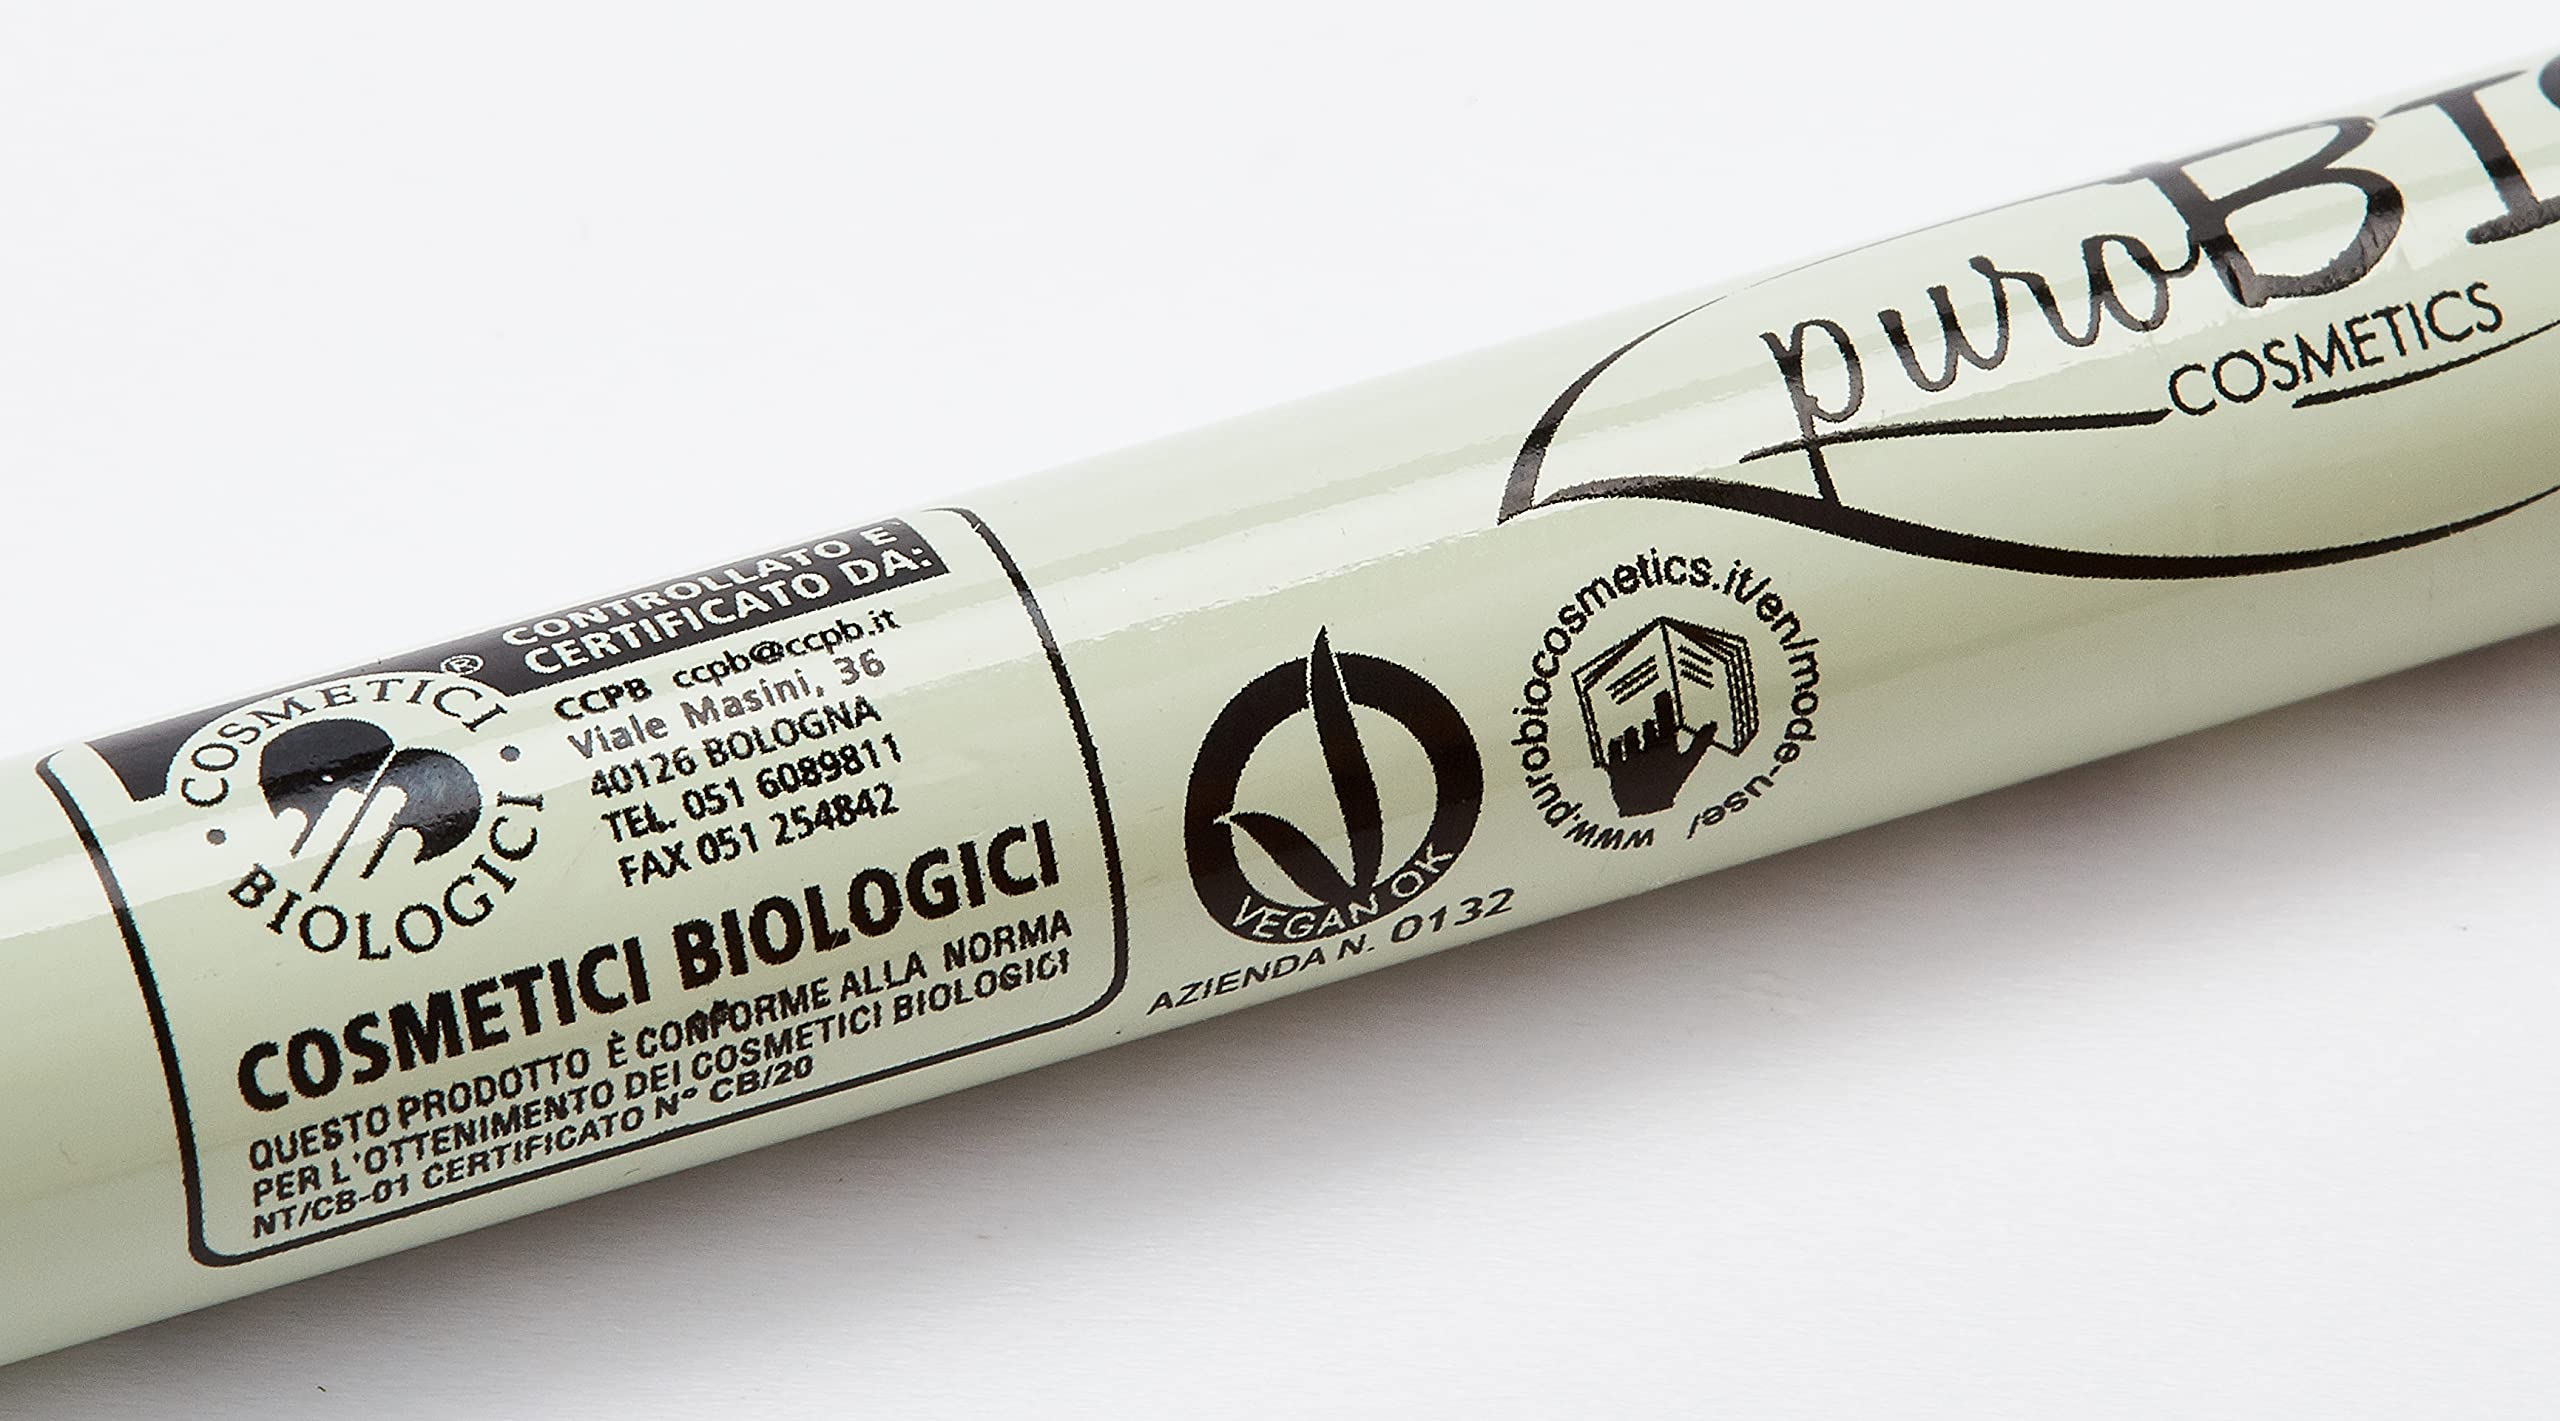 CONTROLLATO E
CERTIFICATO DA:
COSMETICI
®
BIOLOGICI
CCPB ccpb@ccpb.it
Viale Masini, 36
40126 BOLOGNA
TEL. 051 6089811
FAX 051 254842
COSMETICI BIOLOGICI
QUESTO PRODOTTO È CONFORME ALLA NORMA
PER L'OTTENIMENTO DEI COSMETICI BIOLOGICI
NT/CB-01 CERTIFICATO N° CB/20
VEGAN OK
AZIENDA N. 0132
www.purobiocosmetics.it/en/mode-use/
puroBI
COSMETICS